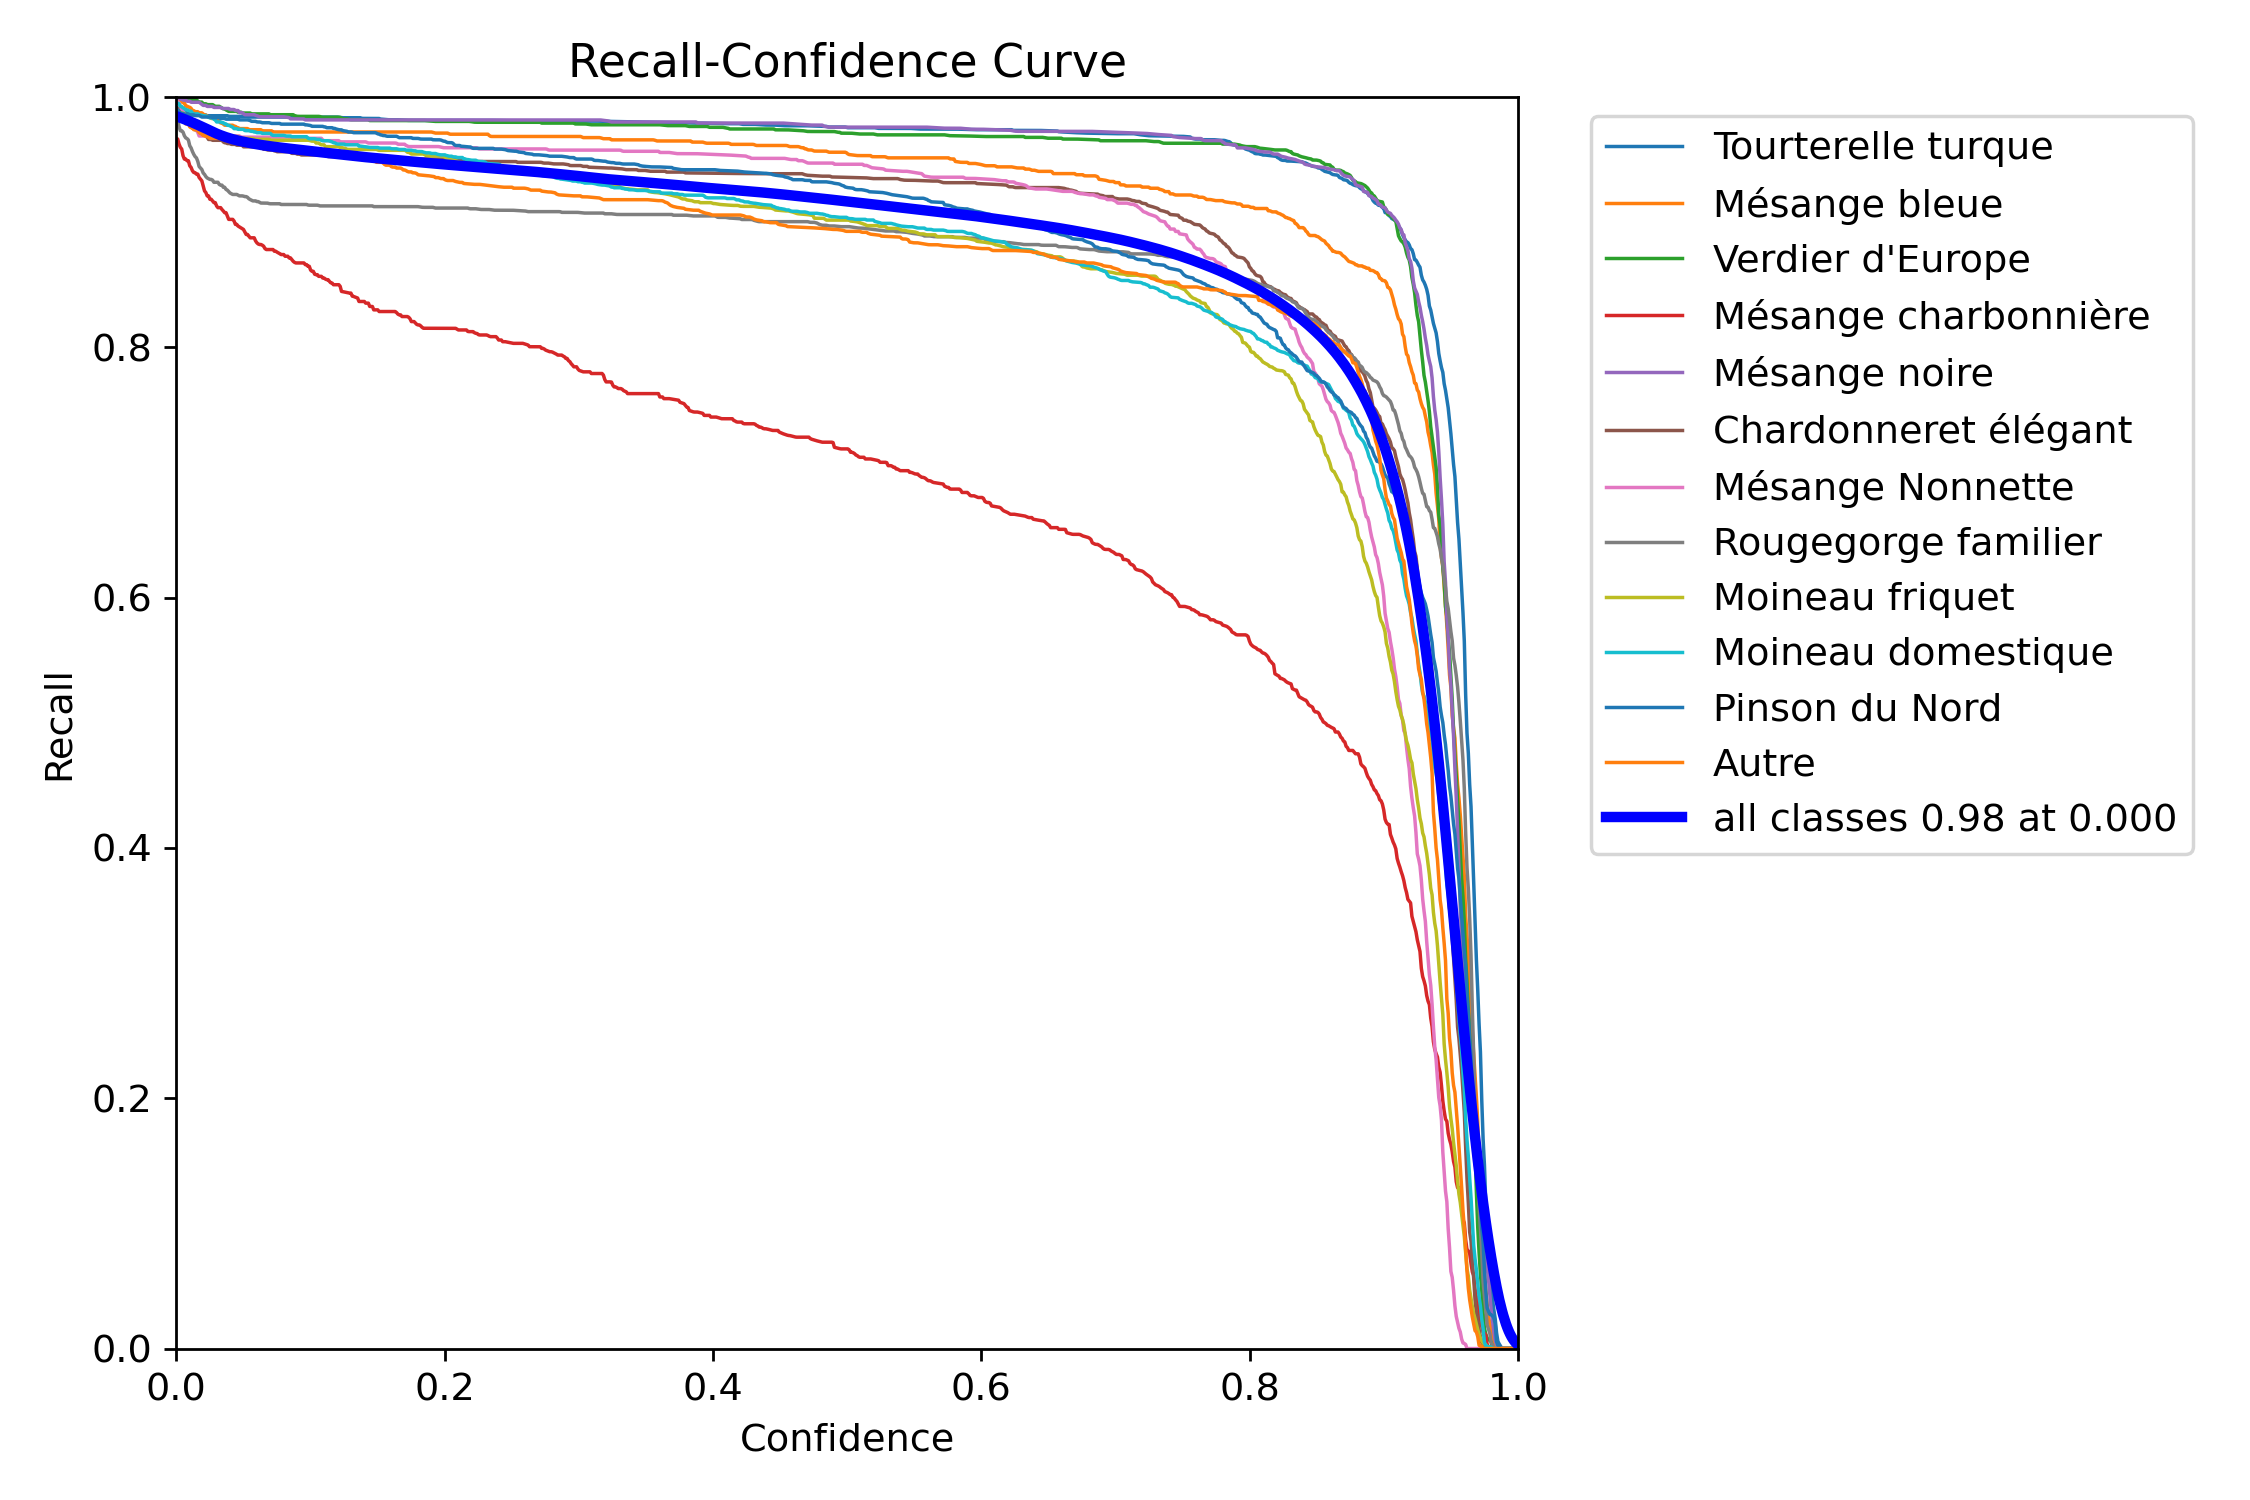 Recall-Confidence Curve
1.0
0.8
0.6
0.4
0.2
0.0
Recall
0.0 0.2 0.4 0.6 0.8 1.0
Confidence
Tourterelle turque
Mésange bleue
Verdier d'Europe
Mésange charbonnière
Mésange noire
Chardonneret élégant
Mésange Nonnette
Rougegorge familier
Moineau friquet
Moineau domestique
Pinson du Nord
Autre
all classes 0.98 at 0.000